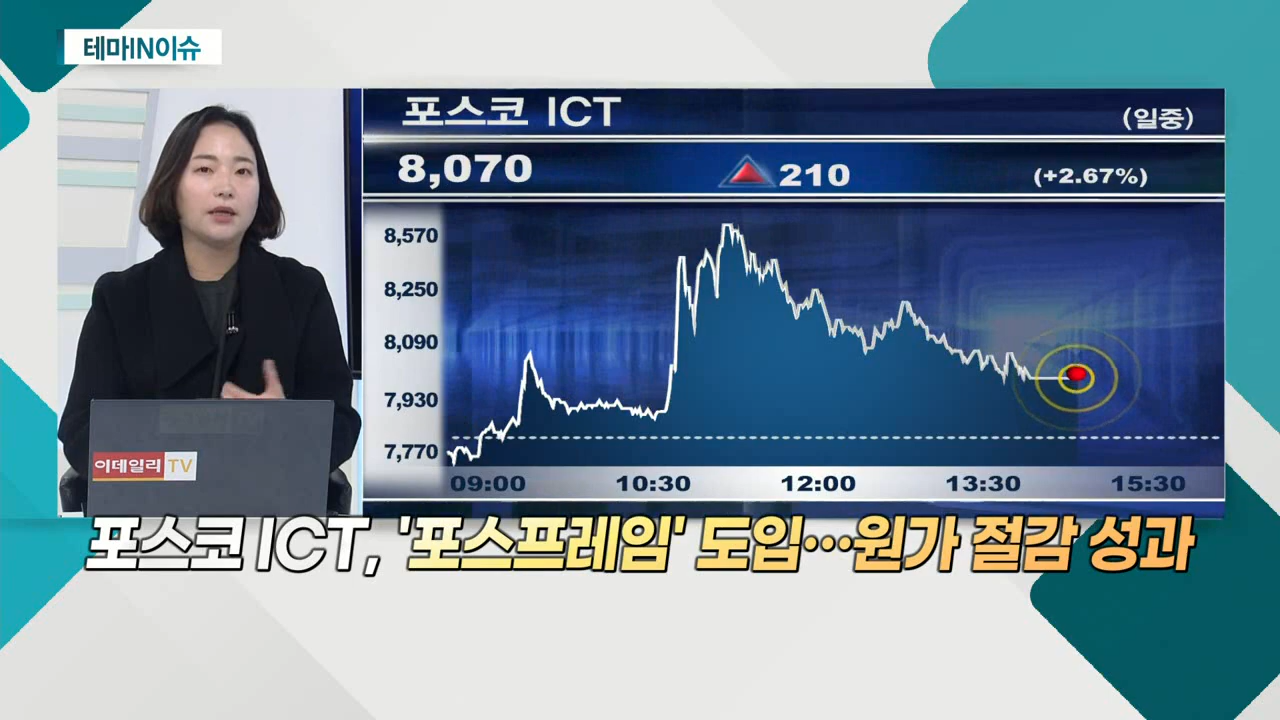 테마IN이슈
포스코 ICT
(일중)
8,070
210
(+2.67%)
8,570
8,250
8,090
7,930
7,770
09:00 10:30 12:00 13:30 15:30
이데일리 TV
포스코 ICT, '포스프레임' 도입…원가 절감 성과